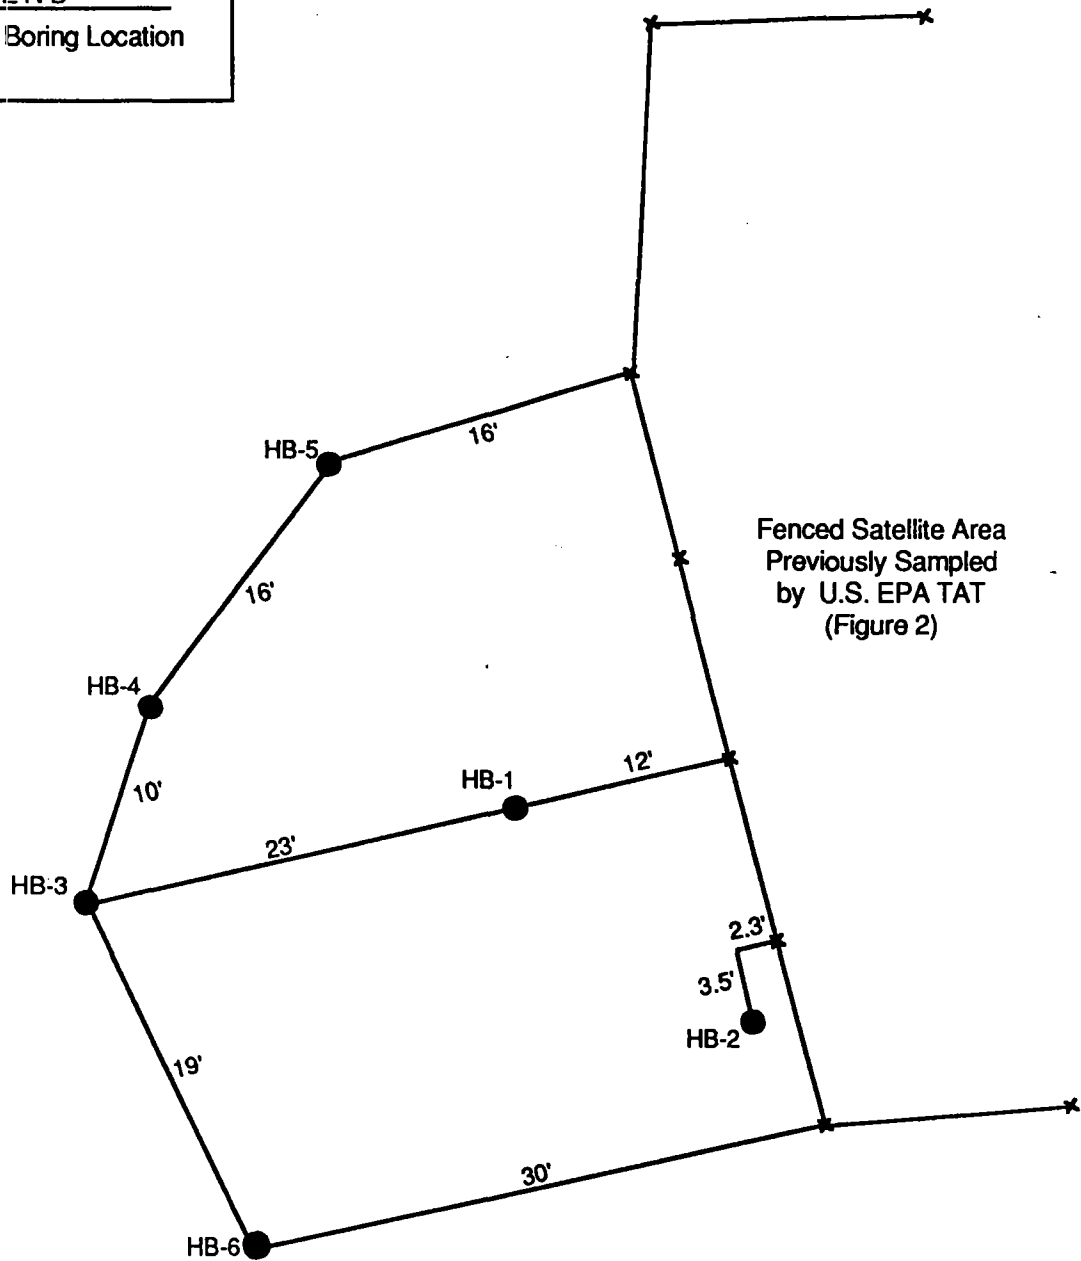 Boring Location
HB-5
16'
Fenced Satellite Area
Previously Sampled
by U.S. EPA TAT
(Figure 2)
16'
HB-4
10'
HB-1
12'
23'
HB-3
2.3'
3.5'
HB-2
19'
30'
HB-6